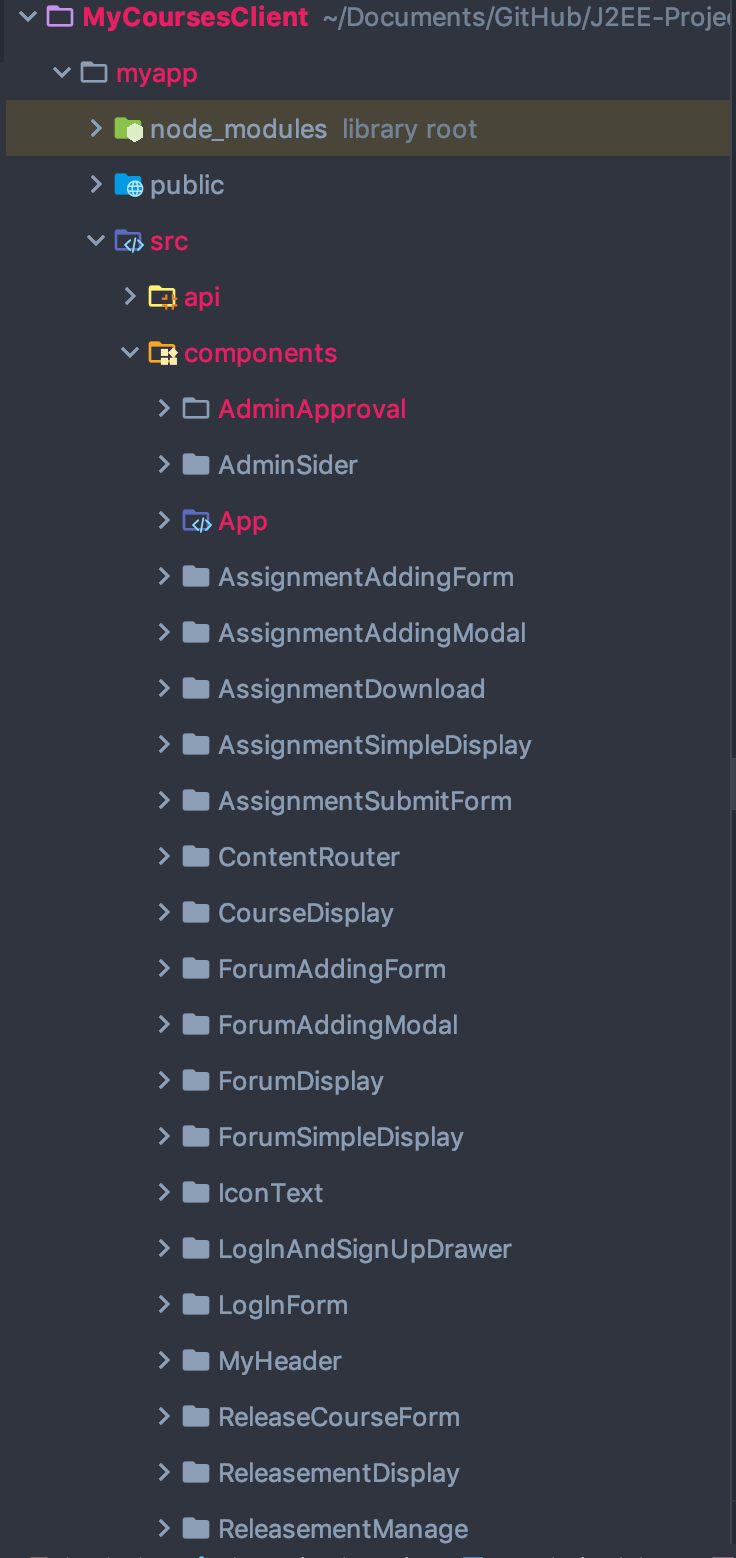 MyCoursesClient ~/Documents/GitHub/J2EE-Proje
myapp
node_modules library root
public
src
api
components
AdminApproval
AdminSider
App
AssignmentAddingForm
AssignmentAddingModal
AssignmentDownload
AssignmentSimpleDisplay
AssignmentSubmitForm
ContentRouter
CourseDisplay
ForumAddingForm
ForumAddingModal
ForumDisplay
ForumSimpleDisplay
IconText
LogInAndSignUpDrawer
LogInForm
MyHeader
ReleaseCourseForm
ReleasementDisplay
ReleasementManage